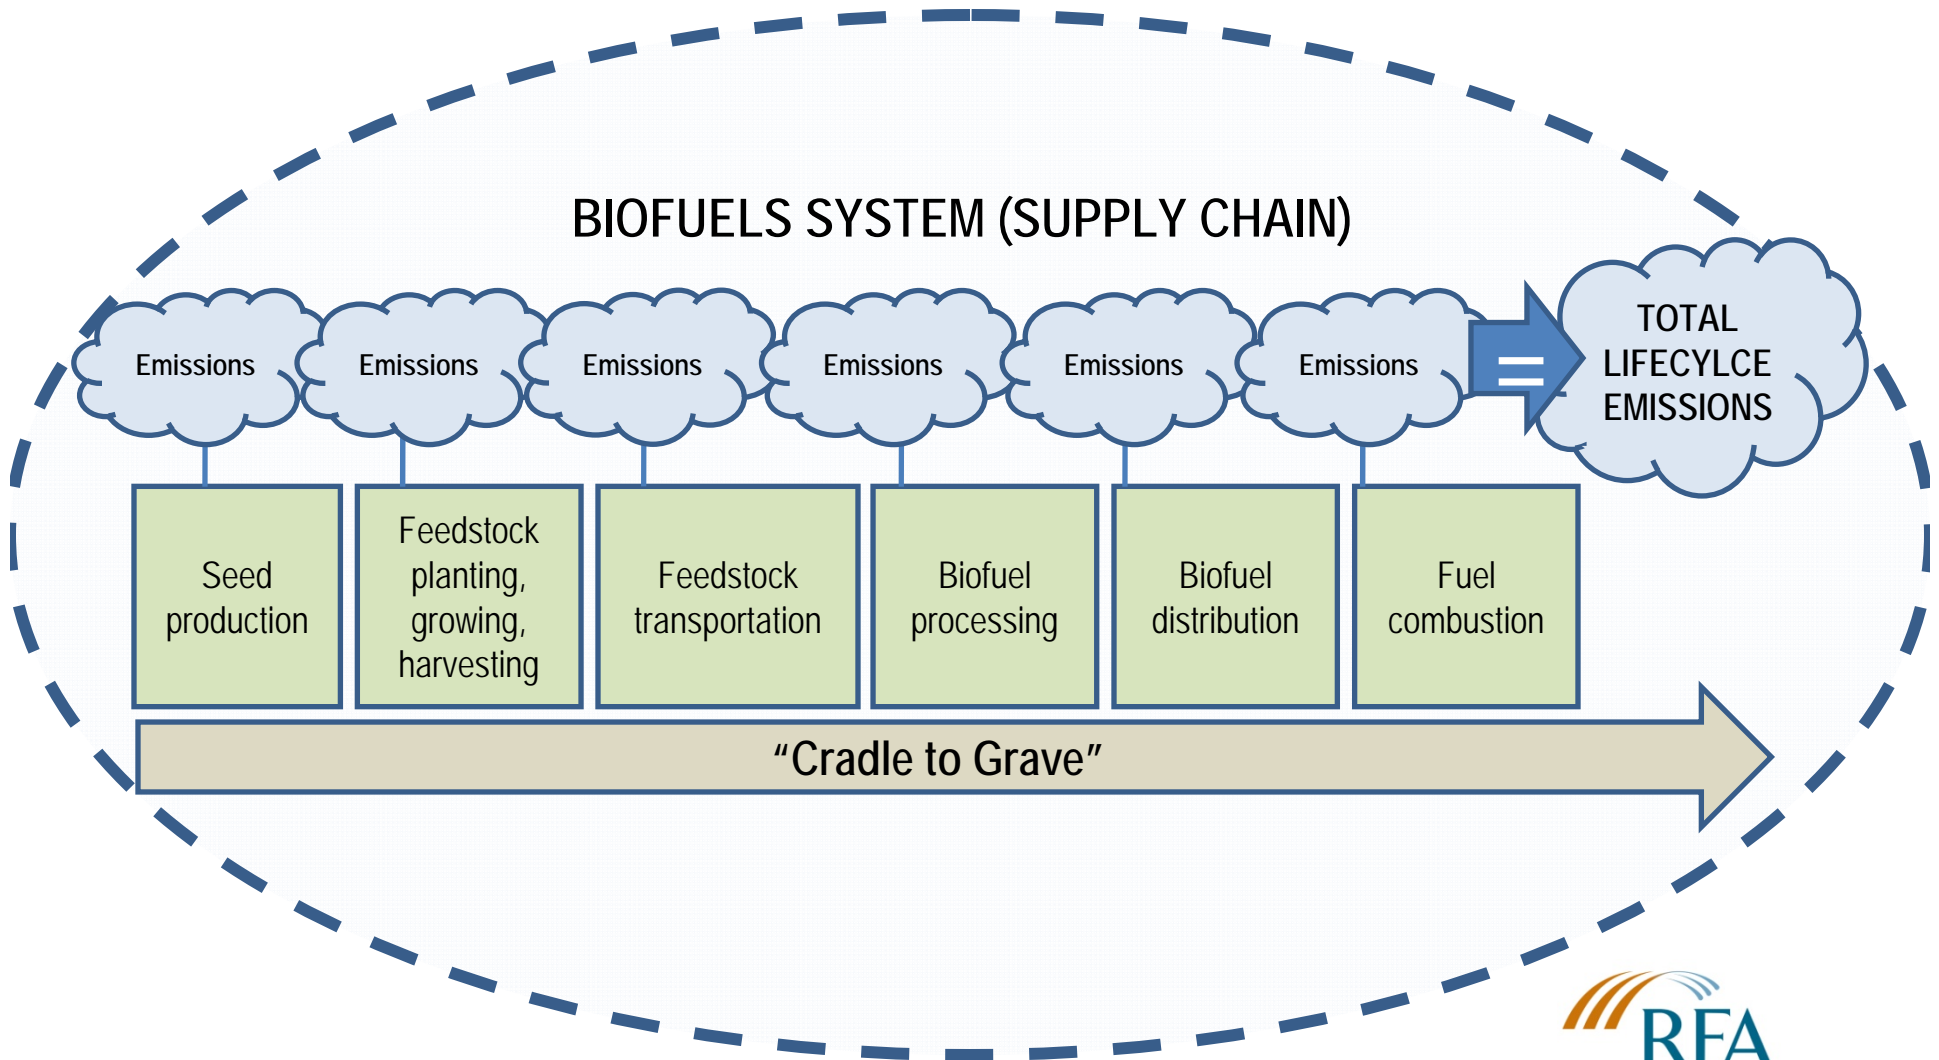 BIOFUELS SYSTEM (SUPPLY CHAIN)
Emissions
Emissions
Emissions
Emissions
Emissions
Emissions
=
TOTAL
LIFECYLCE
EMISSIONS
Seed
production
Feedstock
planting,
growing,
harvesting
Feedstock
transportation
Biofuel
processing
Biofuel
distribution
Fuel
combustion
“Cradle to Grave”
RFA